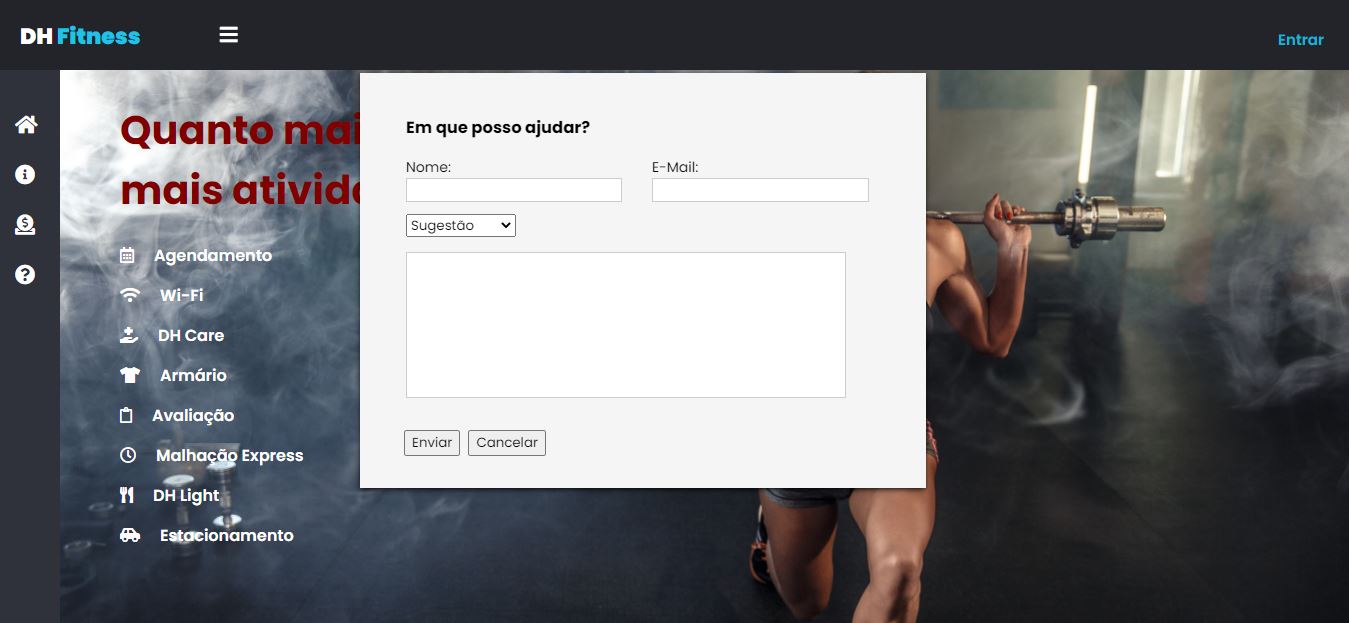 DH Fitness
Entrar
Quanto mai
mais ativid
Agendamento
Wi-Fi
DH Care
Armário
Avaliação
Malhação Express
DH Light
Estacionamento
Em que posso ajudar?
Nome:
E-Mail:
Sugestão
Enviar
Cancelar